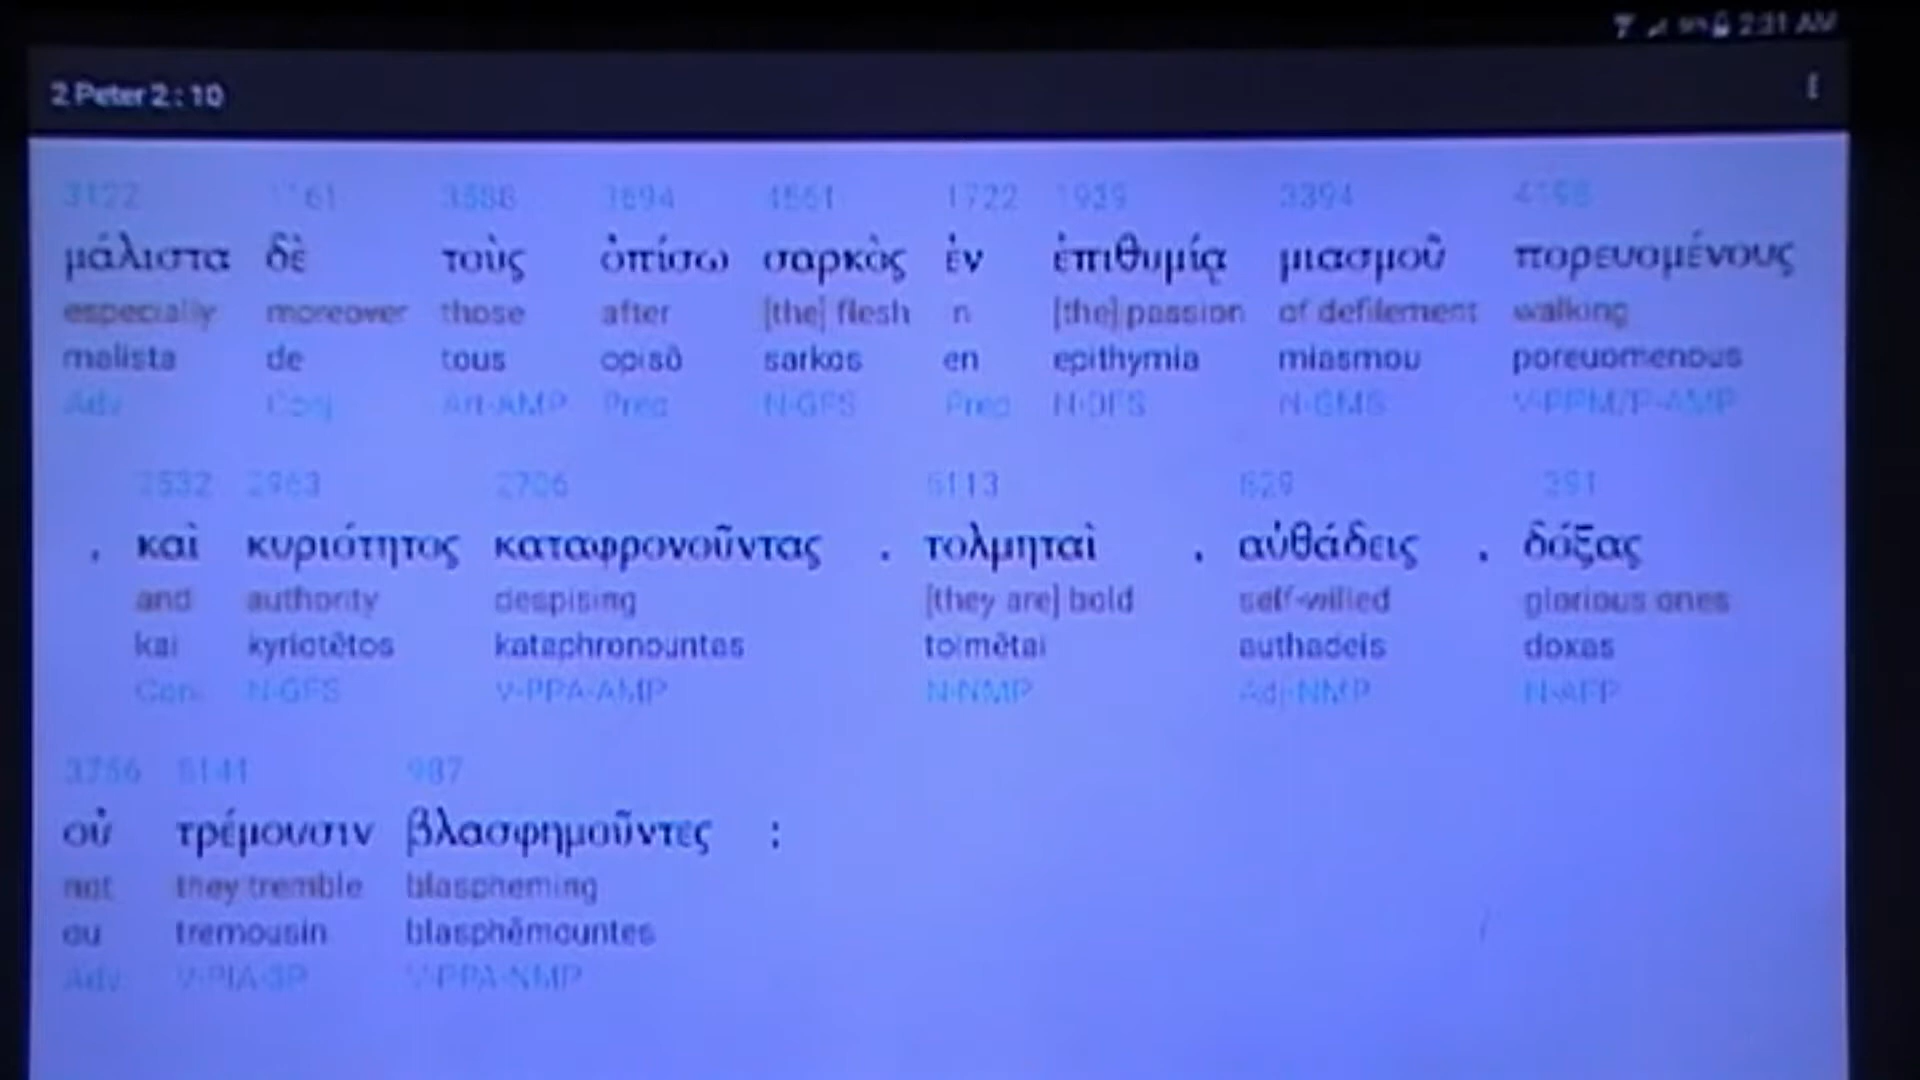 2:31 AM
2 Peter 2 : 10
3122 1161 3588 3694 4561 1722 1939 3394 4198
μάλιστα δὲ τοὺς ὀπίσω σαρκὸς ἐν ἐπιθυμίᾳ μιασμοῦ πορευομένους
especially moreover those after [the] flesh [the] passion of defilement walking
malista de tous opisō sarkos en epithymia miasmou poreuomenous
Adv Conj Art-AMP Prep N-GFS Prep N-DFS N-GMS V-PPM/P-AMP
2532 2963 2706 5113 829 1391
, καὶ κυριότητος καταφρονοῦντας . τολμηταὶ , αὐθάδεις , δόξας
and authority despising [they are] bold self-willed glorious ones
kai kyriotētos kataphronountas tolmētai authadeis doxas
Conj N-GFS V-PPA-AMP N-NMP Adj-NMP N-AFP
3756 5141 987
οὐ τρέμουσιν βλασφημοῦντες :
not they tremble blaspheming
ou tremousin blasphēmountes
Adv V-PIA-3P V-PPA-NMP